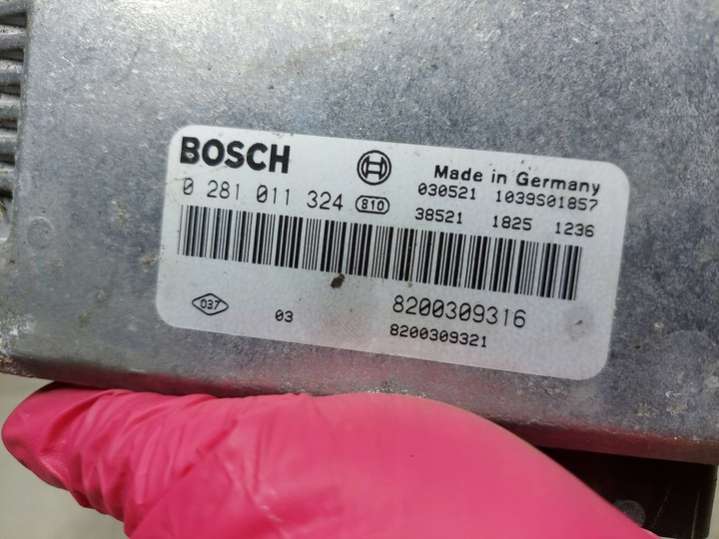 BOSCH Made in Germany
0 281 011 324 810 030521 1039S01857
38521 1825 1236
D37 03 8200309316
8200309321